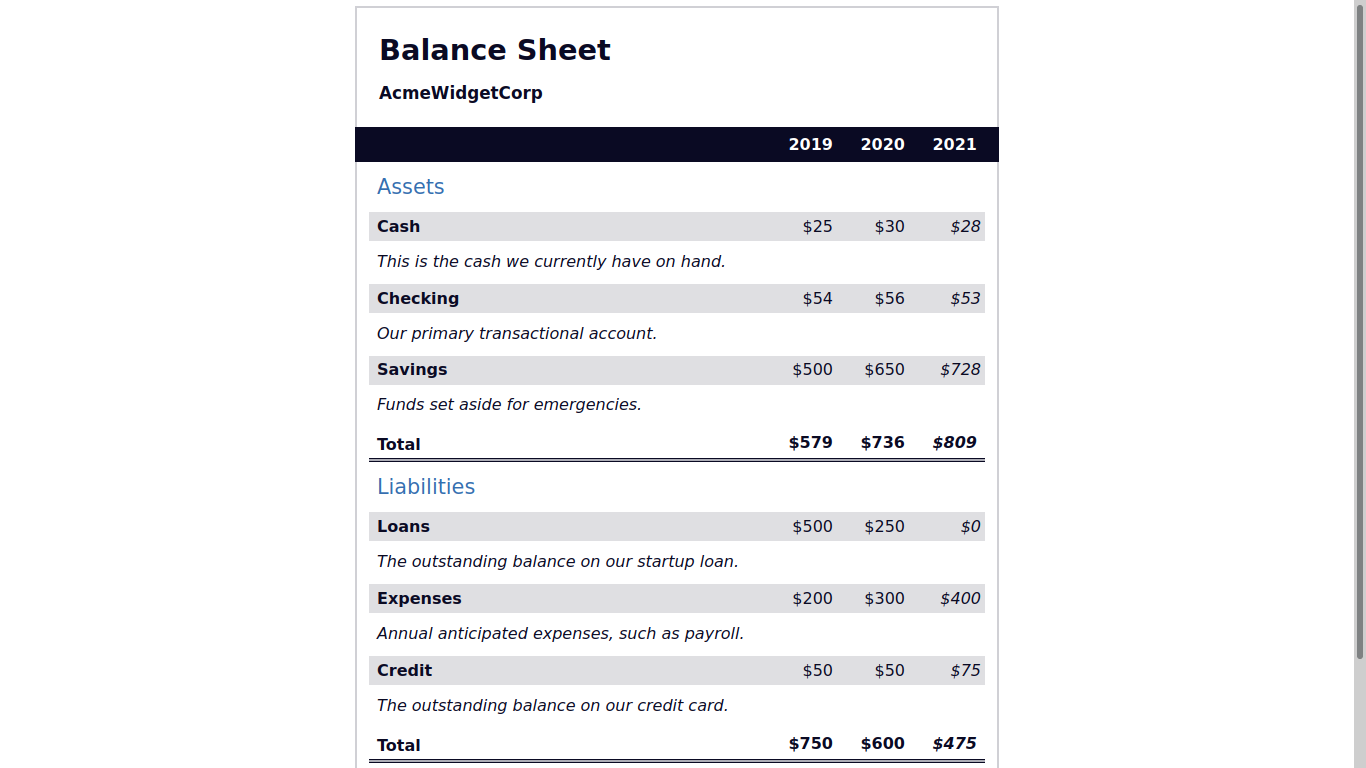 Balance Sheet
AcmeWidgetCorp
2019 2020 2021
Assets
Cash $25 $30 $28
This is the cash we currently have on hand.
Checking $54 $56 $53
Our primary transactional account.
Savings $500 $650 $728
Funds set aside for emergencies.
Total $579 $736 $809
Liabilities
Loans $500 $250 $0
The outstanding balance on our startup loan.
Expenses $200 $300 $400
Annual anticipated expenses, such as payroll.
Credit $50 $50 $75
The outstanding balance on our credit card.
Total $750 $600 $475